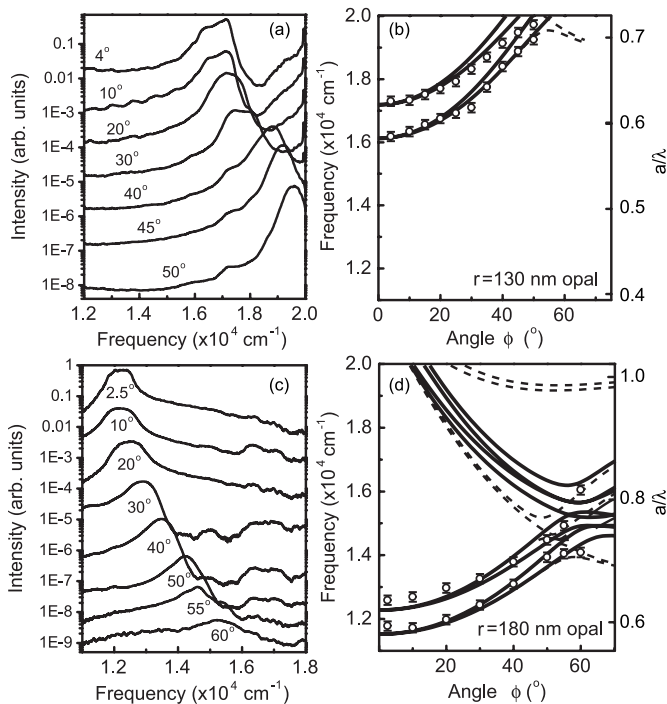 (a)
0.1
0.01
1E-3
1E-4
1E-5
1E-6
1E-7
1E-8
Intensity (arb. units)
4°
10°
20°
30°
40°
45°
50°
1.2 1.4 1.6 1.8 2.0
Frequency (x10⁴ cm⁻¹)
(b)
2.0
1.8
1.6
1.4
1.2
1.1
Frequency (x10⁴ cm⁻¹)
0.7
0.6
0.5
0.4
a/λ
r=130 nm opal
0 20 40 60
Angle ϕ (°)
(c)
1
0.1
0.01
1E-3
1E-4
1E-5
1E-6
1E-7
1E-8
1E-9
Intensity (arb. units)
2.5°
10°
20°
30°
40°
50°
55°
60°
1.2 1.4 1.6 1.8
Frequency (x10⁴ cm⁻¹)
(d)
2.0
1.8
1.6
1.4
1.2
Frequency (x10⁴ cm⁻¹)
1.0
0.8
0.6
a/λ
r=180 nm opal
0 20 40 60
Angle ϕ (°)